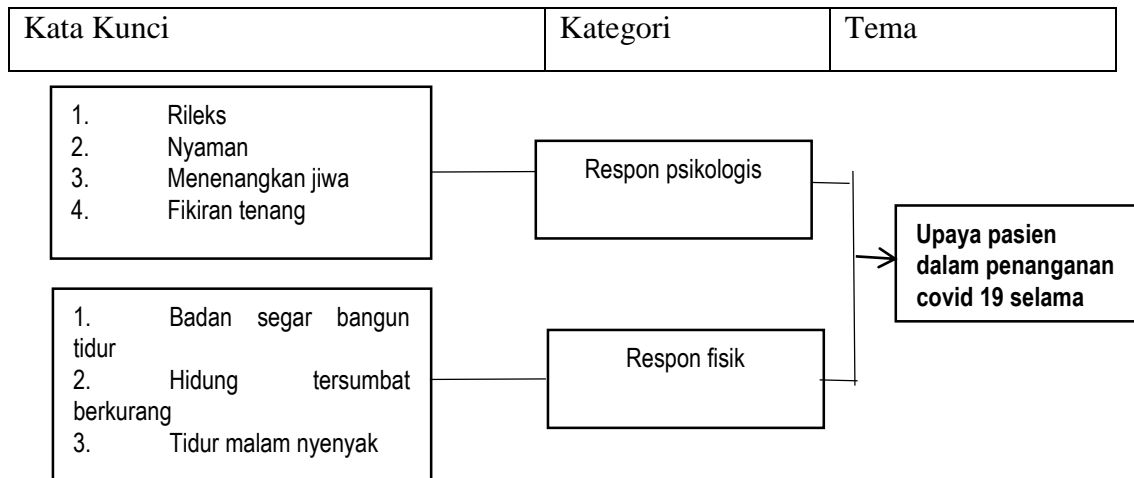 Kata Kunci Kategori Tema
1. Rileks
2. Nyaman
3. Menenangkan jiwa
4. Fikiran tenang
Respon psikologis
Upaya pasien
dalam penanganan
covid 19 selama
1. Badan segar bangun
tidur
2. Hidung tersumbat
berkurang
3. Tidur malam nyenyak
Respon fisik